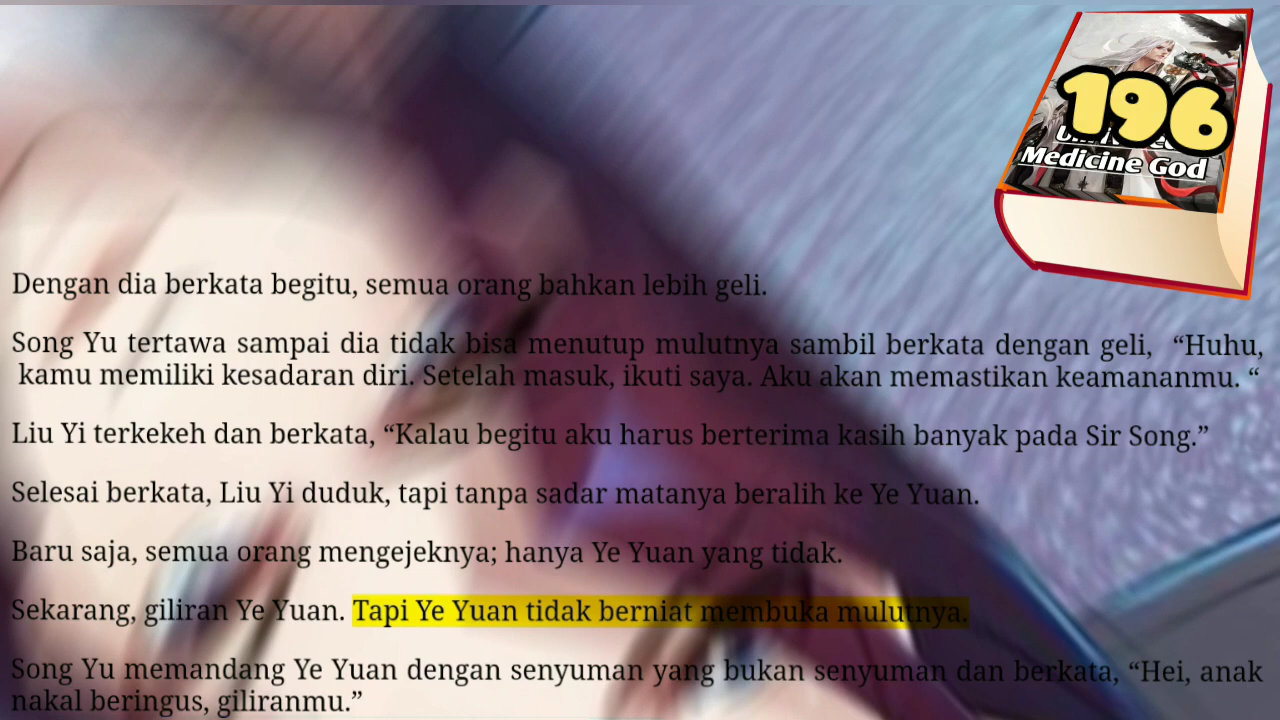 196
Medicine God
Dengan dia berkata begitu, semua orang bahkan lebih geli.
Song Yu tertawa sampai dia tidak bisa menutup mulutnya sambil berkata dengan geli, “Huhu,
kamu memiliki kesadaran diri. Setelah masuk, ikuti saya. Aku akan memastikan keamananmu. “
Liu Yi terkekeh dan berkata, “Kalau begitu aku harus berterima kasih banyak pada Sir Song.”
Selesai berkata, Liu Yi duduk, tapi tanpa sadar matanya beralih ke Ye Yuan.
Baru saja, semua orang mengejeknya; hanya Ye Yuan yang tidak.
Sekarang, giliran Ye Yuan. Tapi Ye Yuan tidak berniat membuka mulutnya.
Song Yu memandang Ye Yuan dengan senyuman yang bukan senyuman dan berkata, “Hei, anak
nakal beringus, giliranmu.”